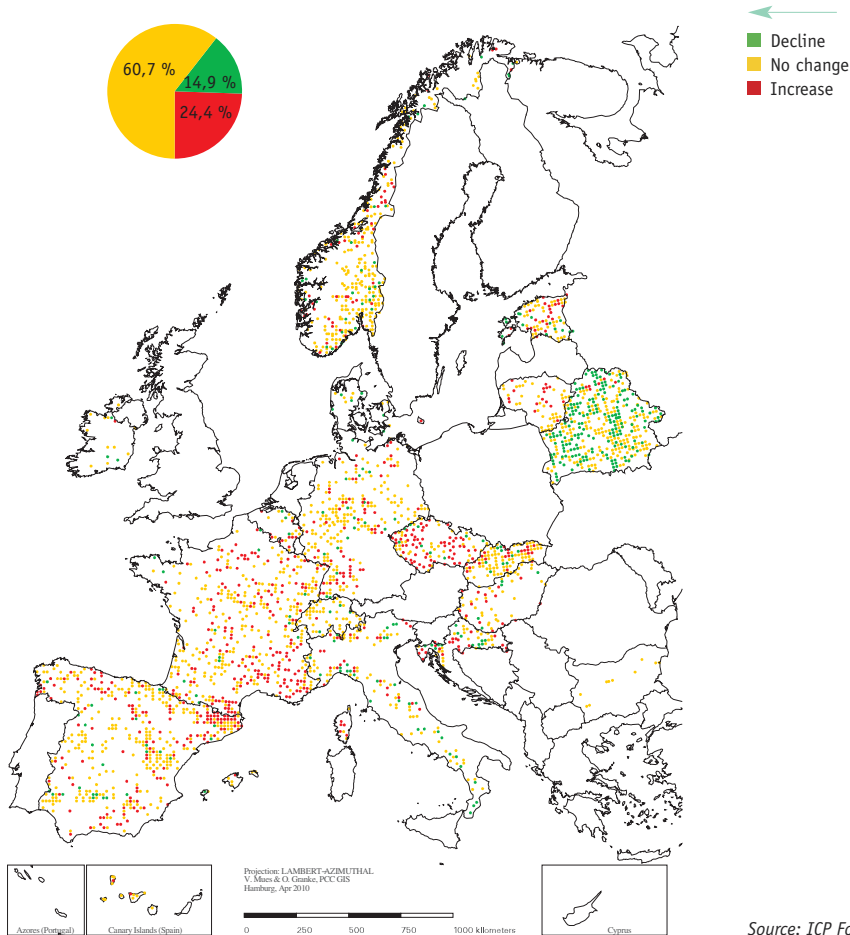 60,7 %
14,9 %
24,4 %
Decline
No change
Increase
Projection: LAMBERT-AZIMUTHAL
V. Mues & O. Granke, PCC GIS
Hamburg, Apr 2010
0 250 500 750 1000 kilometers
Azores (Portugal)
Canary Islands (Spain)
Cyprus
Source: ICP Fo